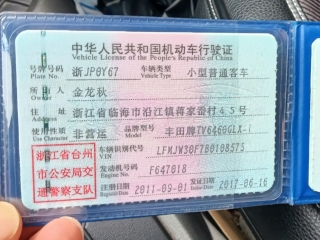 中华人民共和国机动车行驶证
Vehicle License of the People's Republic of China
号牌号码 浙JP0Y67 车辆类型 小型普通客车
Plate No. Vehicle Type
所有人 金龙秋
Owner
住址 浙江省临海市沿江镇蒋家岙村45号
Address
使用性质 非营运 品牌型号 丰田牌TV6460GLX-i
Use Character Model
浙江省台州
市公安局交
通警察支队
车辆识别代号 LFMJW30F780108575
VIN
发动机号码 F647018
Engine No.
注册日期 2011-09-01 发证日期 2017-06-16
Register Date Issue Date